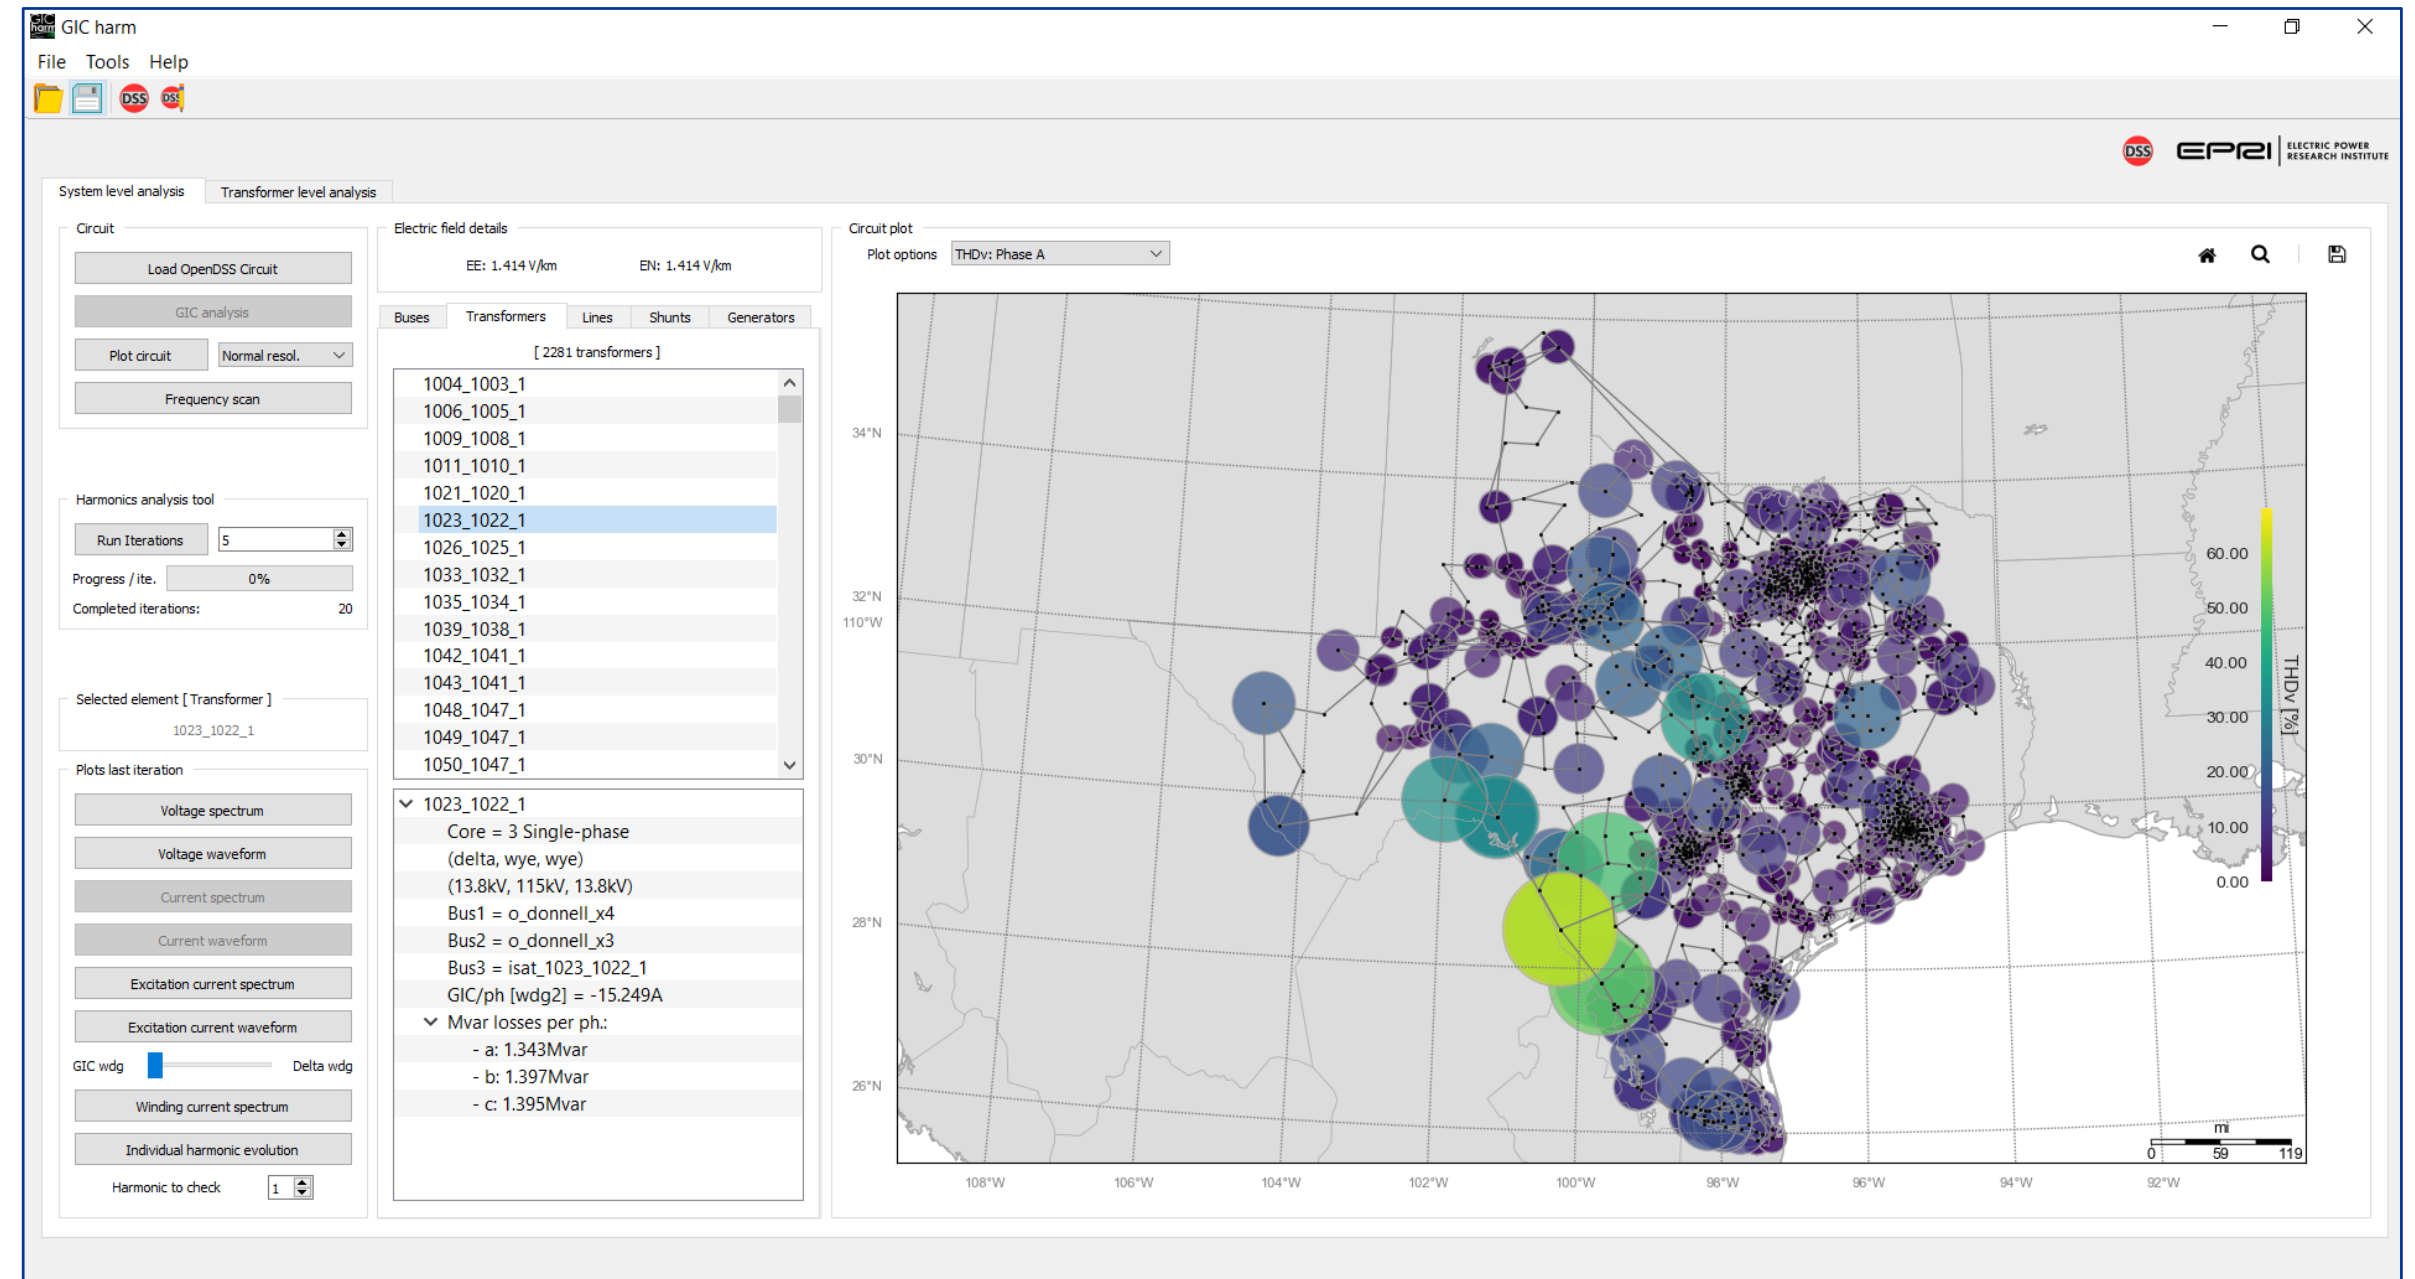 GIC harm
GIC harm
File Tools Help
DSS DSS
DSS EPRI ELECTRIC POWER RESEARCH INSTITUTE
System level analysis Transformer level analysis
Circuit
Load OpenDSS Circuit
GIC analysis
Plot circuit Normal resol.
Frequency scan
Harmonics analysis tool
Run Iterations 5
Progress / ite. 0%
Completed iterations: 20
Selected element [ Transformer ]
1023_1022_1
Plots last iteration
Voltage spectrum
Voltage waveform
Current spectrum
Current waveform
Excitation current spectrum
Excitation current waveform
GIC wdg Delta wdg
Winding current spectrum
Individual harmonic evolution
Harmonic to check 1
Electric field details
EE: 1.414 V/km EN: 1.414 V/km
Buses Transformers Lines Shunts Generators
[ 2281 transformers ]
1004_1003_1
1006_1005_1
1009_1008_1
1011_1010_1
1021_1020_1
1023_1022_1
1026_1025_1
1033_1032_1
1035_1034_1
1039_1038_1
1042_1041_1
1043_1041_1
1048_1047_1
1049_1047_1
1050_1047_1
1023_1022_1
Core = 3 Single-phase
(delta, wye, wye)
(13.8kV, 115kV, 13.8kV)
Bus1 = o_donnell_x4
Bus2 = o_donnell_x3
Bus3 = isat_1023_1022_1
GIC/ph [wdg2] = -15.249A
Mvar losses per ph.:
- a: 1.343Mvar
- b: 1.397Mvar
- c: 1.395Mvar
Circuit plot
Plot options THDv: Phase A
34°N
32°N
110°W
30°N
28°N
26°N
108°W 106°W 104°W 102°W 100°W 98°W 96°W 94°W 92°W
60.00
50.00
40.00
30.00
20.00
10.00
0.00
THDv [%]
mi
0 59 119